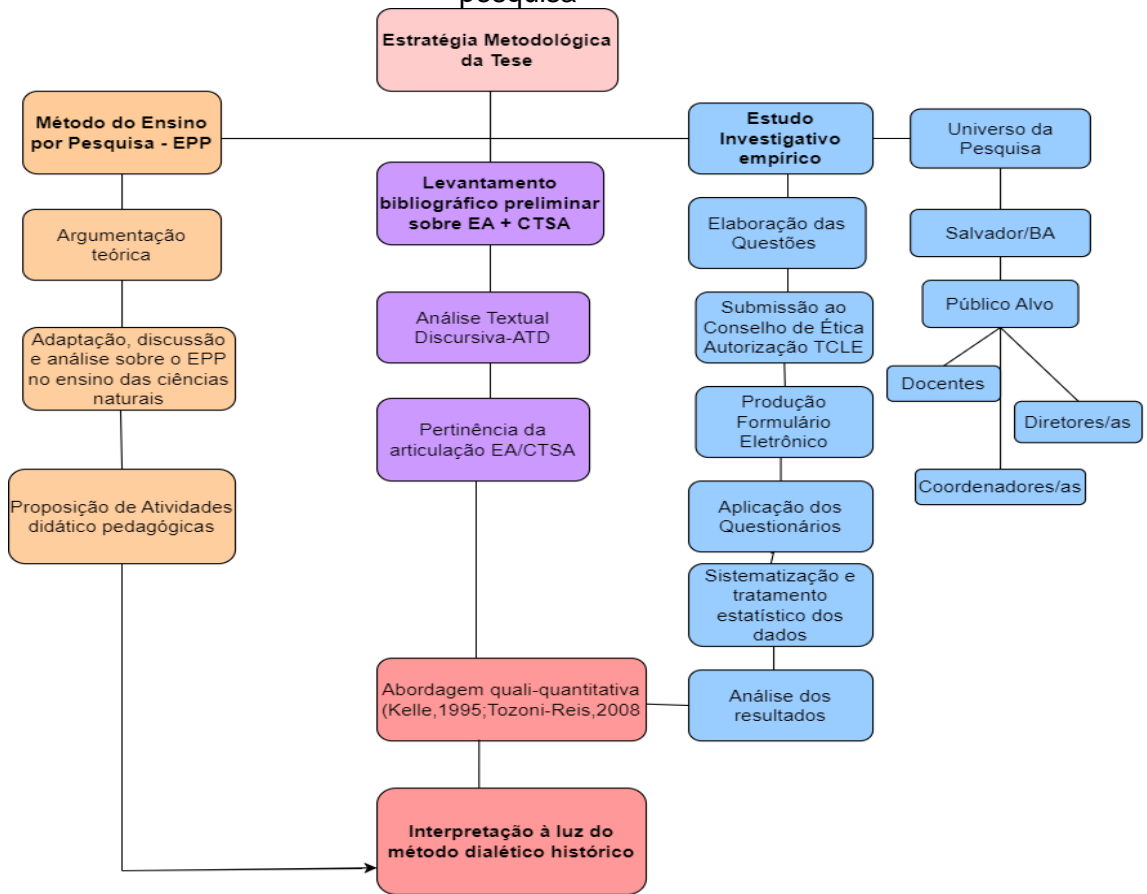 pesquisa
Estratégia Metodológica
da Tese
Método do Ensino
por Pesquisa - EPP
Argumentação
teórica
Adaptação, discussão
e análise sobre o EPP
no ensino das ciências
naturais
Proposição de Atividades
didático pedagógicas
Levantamento
bibliográfico preliminar
sobre EA + CTSA
Análise Textual
Discursiva-ATD
Pertinência da
articulação EA/CTSA
Estudo
Investigativo
empírico
Elaboração das
Questões
Submissão ao
Conselho de Ética
Autorização TCLE
Produção
Formulário
Eletrônico
Aplicação dos
Questionários
Sistematização e
tratamento
estatístico dos
dados
Análise dos
resultados
Universo da
Pesquisa
Salvador/BA
Público Alvo
Docentes
Diretores/as
Coordenadores/as
Abordagem quali-quantitativa
(Kelle,1995;Tozoni-Reis,2008
Interpretação à luz do
método dialético histórico